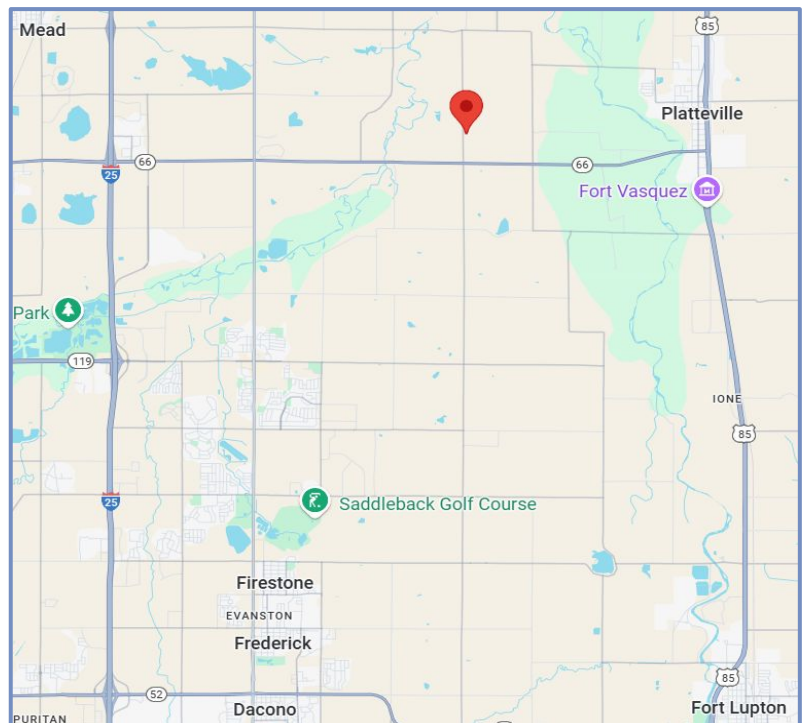 Mead
85
Platteville
66
25
66
Fort Vasquez
Park
119
IONE
85
25
Saddleback Golf Course
Firestone
EVANSTON
Frederick
85
52
Dacono
Fort Lupton
PURITAN